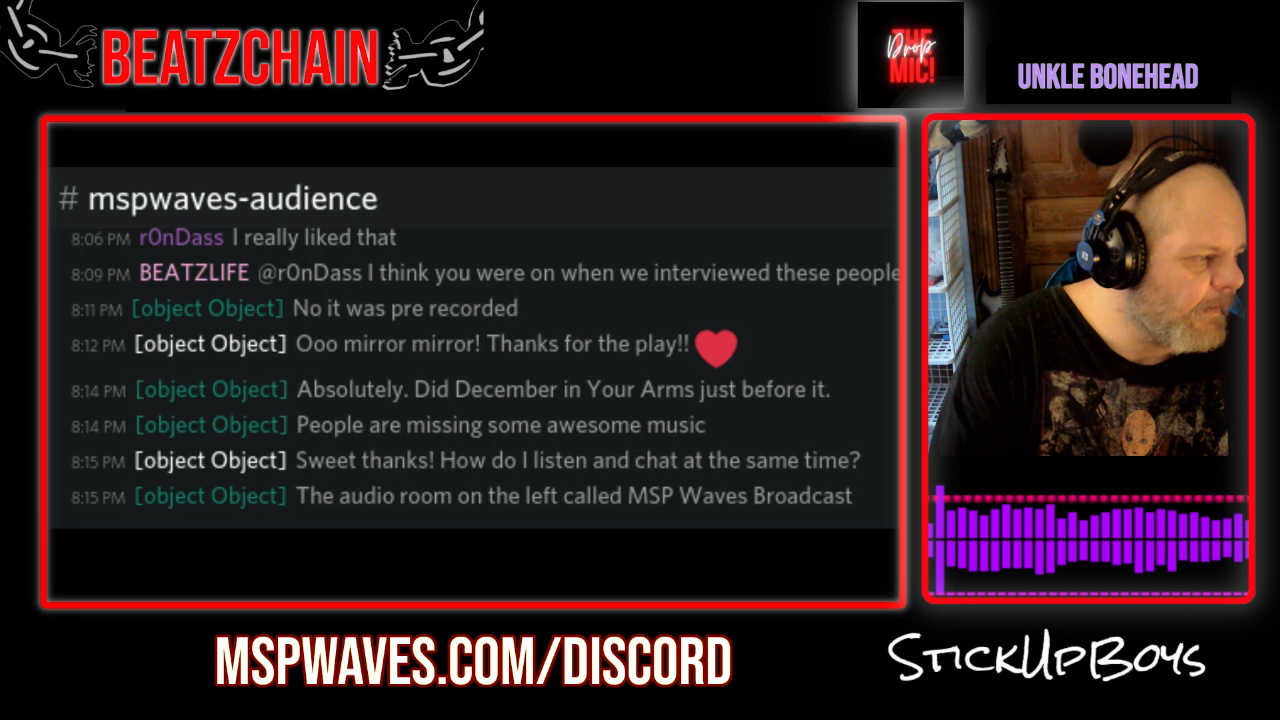 BEATZCHAIN
THE
Drop
MIC!
UNKLE BONEHEAD
# mspwaves-audience
8:06 PM r0nDass I really liked that
8:09 PM BEATZLIFE @r0nDass I think you were on when we interviewed these people
8:11 PM [object Object] No it was pre recorded
8:12 PM [object Object] Ooo mirror mirror! Thanks for the play!! ❤️
8:14 PM [object Object] Absolutely. Did December in Your Arms just before it.
8:14 PM [object Object] People are missing some awesome music
8:15 PM [object Object] Sweet thanks! How do I listen and chat at the same time?
8:15 PM [object Object] The audio room on the left called MSP Waves Broadcast
MSPWAVES.COM/DISCORD
StickUpBoys